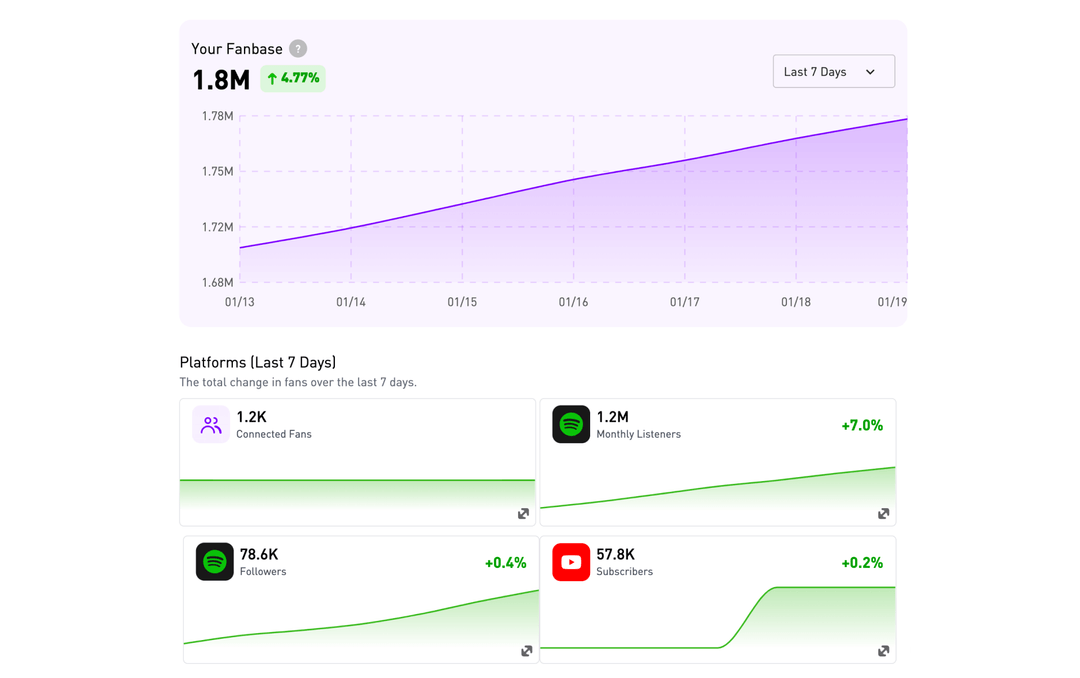 Your Fanbase ?
1.8M ↑ 4.77%
Last 7 Days
1.78M
1.75M
1.72M
1.68M
01/13 01/14 01/15 01/16 01/17 01/18 01/19
Platforms (Last 7 Days)
The total change in fans over the last 7 days.
1.2K
Connected Fans
1.2M
Monthly Listeners
+7.0%
78.6K
Followers
+0.4%
57.8K
Subscribers
+0.2%